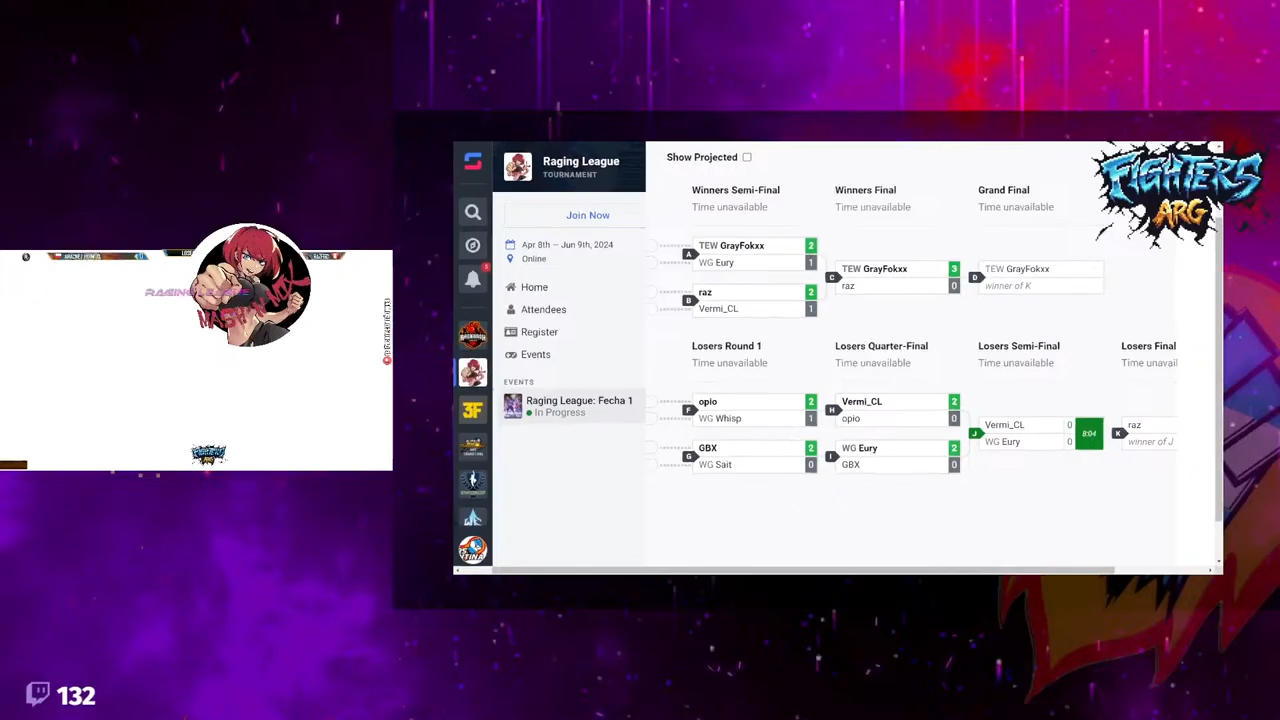 FIGHTERS
ARG
Raging League
TOURNAMENT
Join Now
Apr 8th — Jun 9th, 2024
Online
Home
Attendees
Register
Events
EVENTS
Raging League: Fecha 1
In Progress
Show Projected
Winners Semi-Final
Time unavailable
Winners Final
Time unavailable
Grand Final
Time unavailable
A
TEW GrayFokxx 2
WG Eury 1
B
raz 2
Vermi_CL 1
C
TEW GrayFokxx 3
raz 0
D
TEW GrayFokxx
winner of K
Losers Round 1
Time unavailable
Losers Quarter-Final
Time unavailable
Losers Semi-Final
Time unavailable
Losers Final
Time unavail
F
opio 2
WG Whisp 1
G
GBX 2
WG Sait 0
H
Vermi_CL 2
opio 0
I
WG Eury 2
GBX 0
J
Vermi_CL 0
WG Eury 0
8:04
K
raz
winner of J
3F
RAGING LEAGUE
132